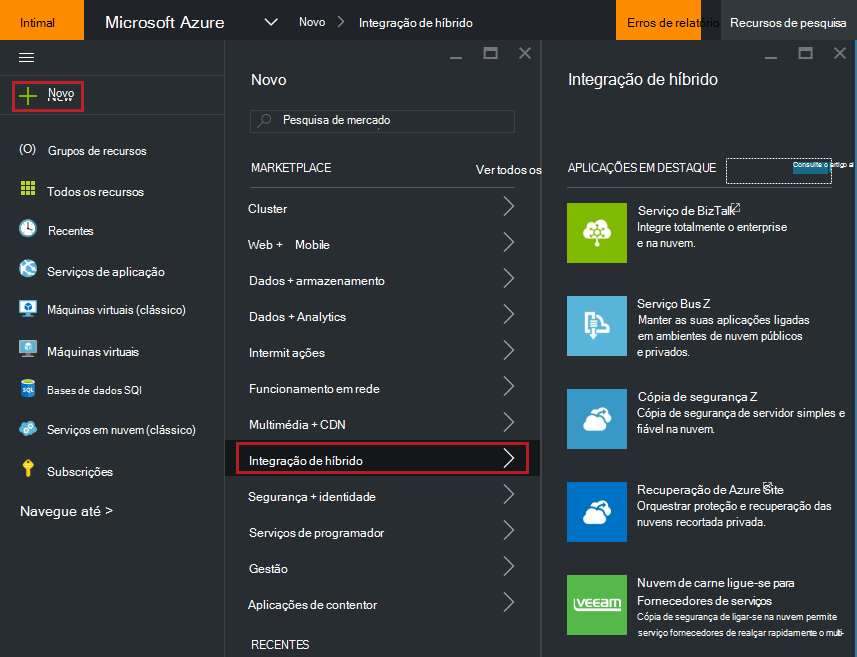 Intimal
Microsoft Azure
Novo
Integração de híbrido
Erros de relatório
Recursos de pesquisa
Novo
Grupos de recursos
Todos os recursos
Recentes
Serviços de aplicação
Máquinas virtuais (clássico)
Máquinas virtuais
SQL
Bases de dados SQl
Serviços em nuvem (clássico)
Subscrições
Navegue até >
Novo
Pesquisa de mercado
MARKETPLACE
Ver todos os
Cluster
Web + Mobile
Dados + armazenamento
Dados + Analytics
Intermit ações
Funcionamento em rede
Multimédia + CDN
Integração de híbrido
Segurança + identidade
Serviços de programador
Gestão
Aplicações de contentor
RECENTES
Integração de híbrido
APLICAÇÕES EM DESTAQUE
Consulte o artigo al
Serviço de BizTalk
Integre totalmente o enterprise
e na nuvem.
Serviço Bus Z
Manter as suas aplicações ligadas
em ambientes de nuvem públicos
e privados.
Cópia de segurança Z
Cópia de segurança de servidor simples e
fiável na nuvem.
Recuperação de Azure Site
Orquestrar proteção e recuperação das
nuvens recortada privada.
veeam
Nuvem de carne ligue-se para
Fornecedores de serviços
Cópia de segurança de ligar-se na nuvem permite
serviço fornecedores de realçar rapidamente o multi-